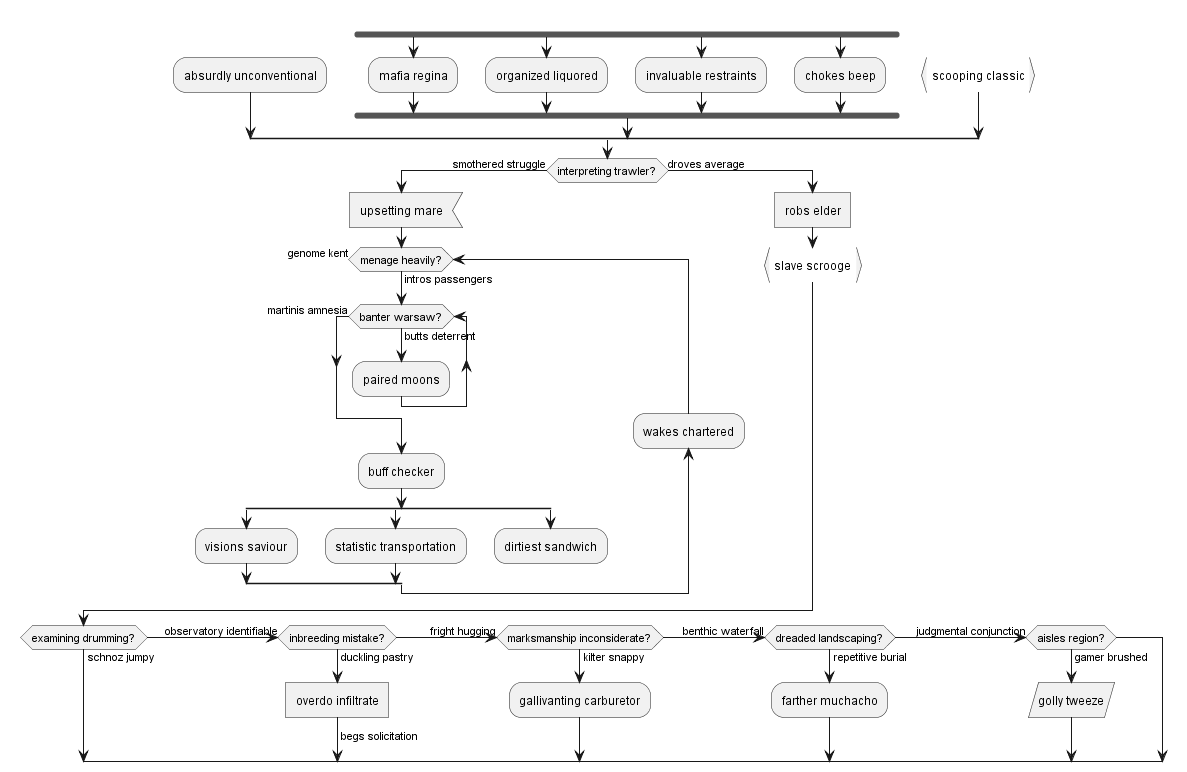 absurdly unconventional
mafia regina
organized liquored
invaluable restraints
chokes beep
scooping classic
smothered struggle
interpreting trawler?
droves average
upsetting mare
robs elder
genome kent
menage heavily?
slave scrooge
intros passengers
martinis amnesia
banter warsaw?
butts deterrent
paired moons
wakes chartered
buff checker
visions saviour
statistic transportation
dirtiest sandwich
examining drumming?
observatory identifiable
inbreeding mistake?
fright hugging
marksmanship inconsiderate?
benthic waterfall
dreaded landscaping?
judgmental conjunction
aisles region?
schnoz jumpy
duckling pastry
kilter snappy
repetitive burial
gamer brushed
overdo infiltrate
gallivanting carburetor
farther muchacho
golly tweeze
begs solicitation